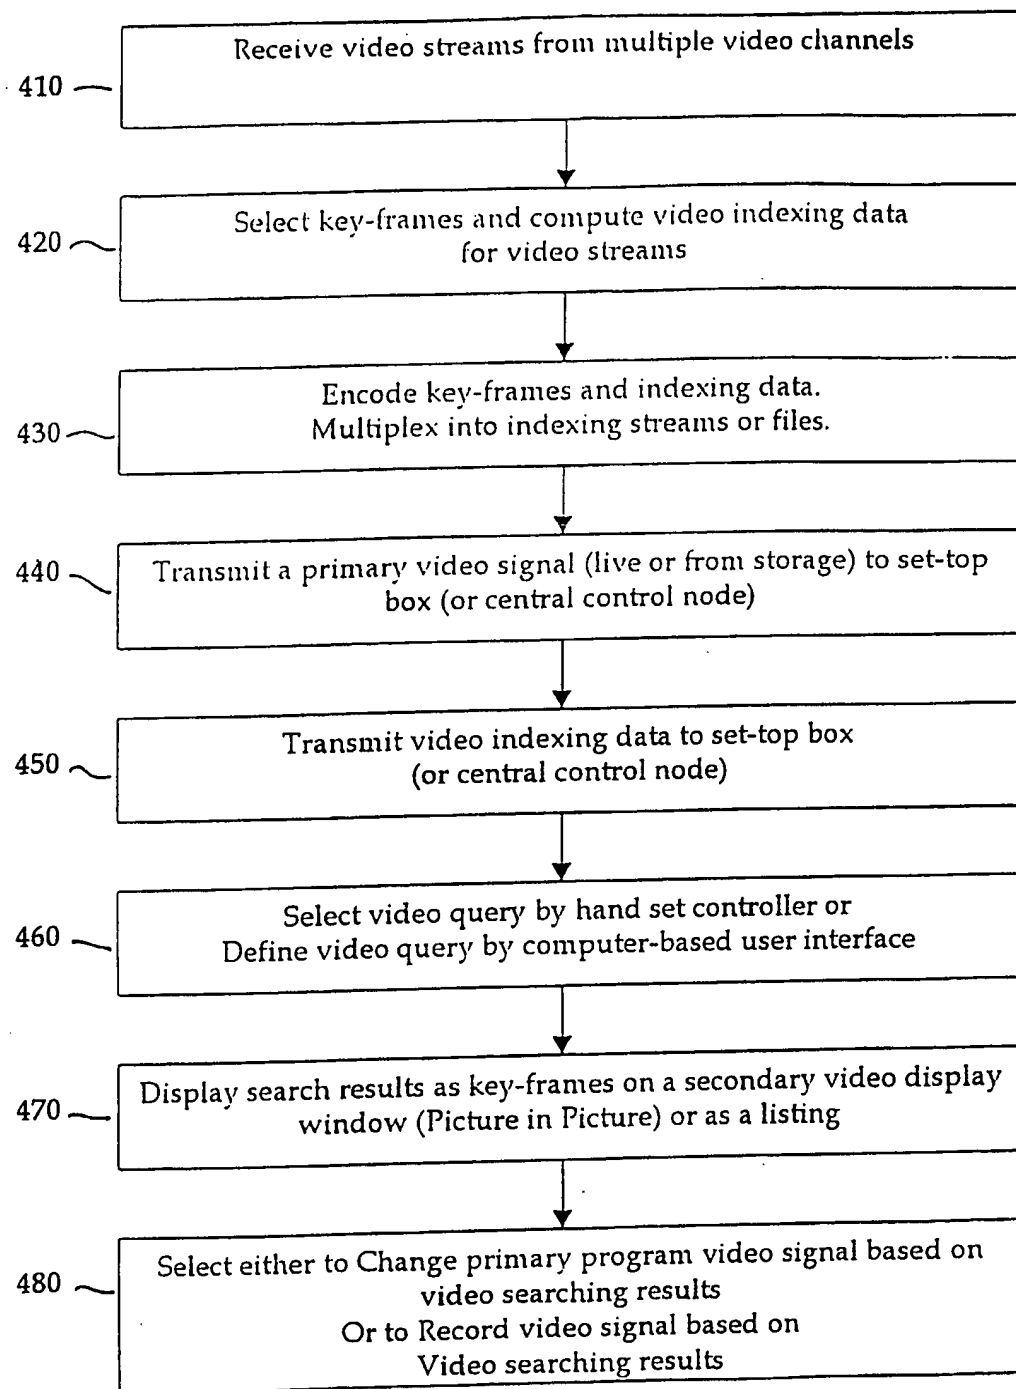 Receive video streams from multiple video channels
410
Select key-frames and compute video indexing data
420
for video streams
Encode key-frames and indexing data.
430
Multiplex into indexing streams or files.
440
Transmit a primary video signal (live or from storage) to set-top
box (or central control node)
Transmit video indexing data to set-top box
450
(or central control node)
Select video query by hand set controller or
460
Define video query by computer-based user interface
Display search results as key-frames on a secondary video display
470
window (Picture in Picture) or as a listing
Select either to Change primary program video signal based on
480
video searching results
Or to Record video signal based on
Video searching results